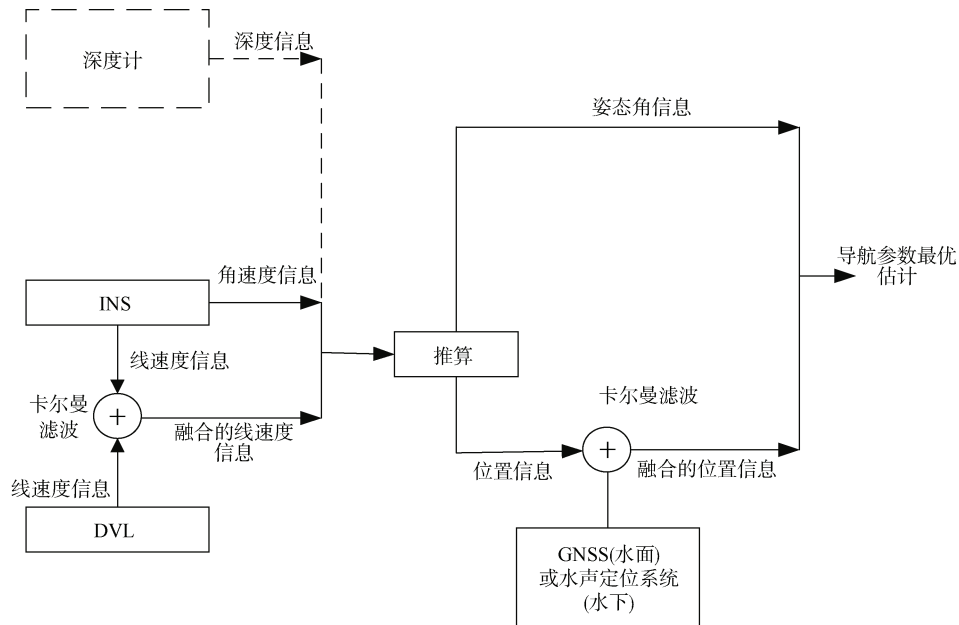 深度信息
深度计
姿态角信息
导航参数最优
估计
角速度信息
INS
线速度信息
推算
卡尔曼
滤波
卡尔曼滤波
融合的线速度
信息
位置信息
融合的位置信息
线速度信息
DVL
GNSS(水面)
或水声定位系统
(水下)